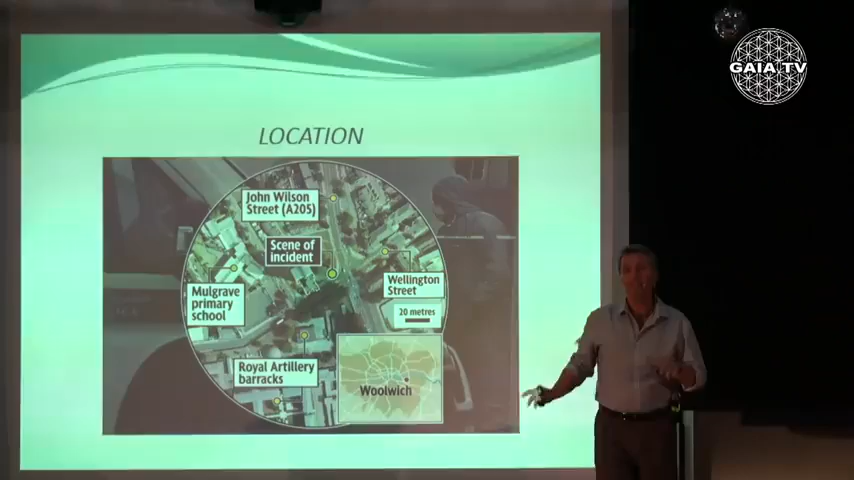 GAIA.TV
LOCATION
John Wilson
Street (A205)
Scene of
incident
Wellington
Street
Mulgrave
primary
school
20 metres
Royal Artillery
barracks
Woolwich